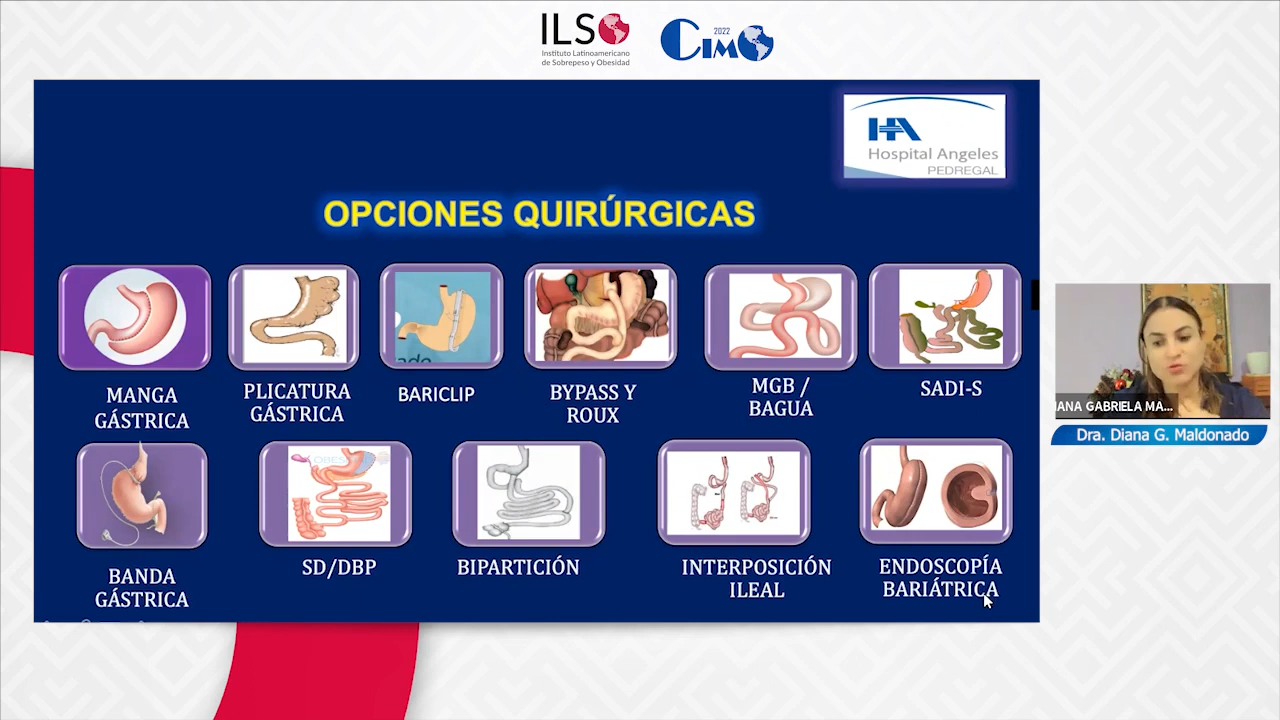 ILSO
Instituto Latinoamericano
de Sobrepeso y Obesidad
2022
CIMO
HA
Hospital Angeles
PEDREGAL
OPCIONES QUIRÚRGICAS
MANGA
GÁSTRICA
PLICATURA
GÁSTRICA
BARICLIP
BYPASS Y
ROUX
MGB /
BAGUA
SADI-S
BANDA
GÁSTRICA
SD/DBP
BIPARTICIÓN
INTERPOSICIÓN
ILEAL
ENDOSCOPÍA
BARIÁTRICA
IANA GABRIELA MA...
Dra. Diana G. Maldonado